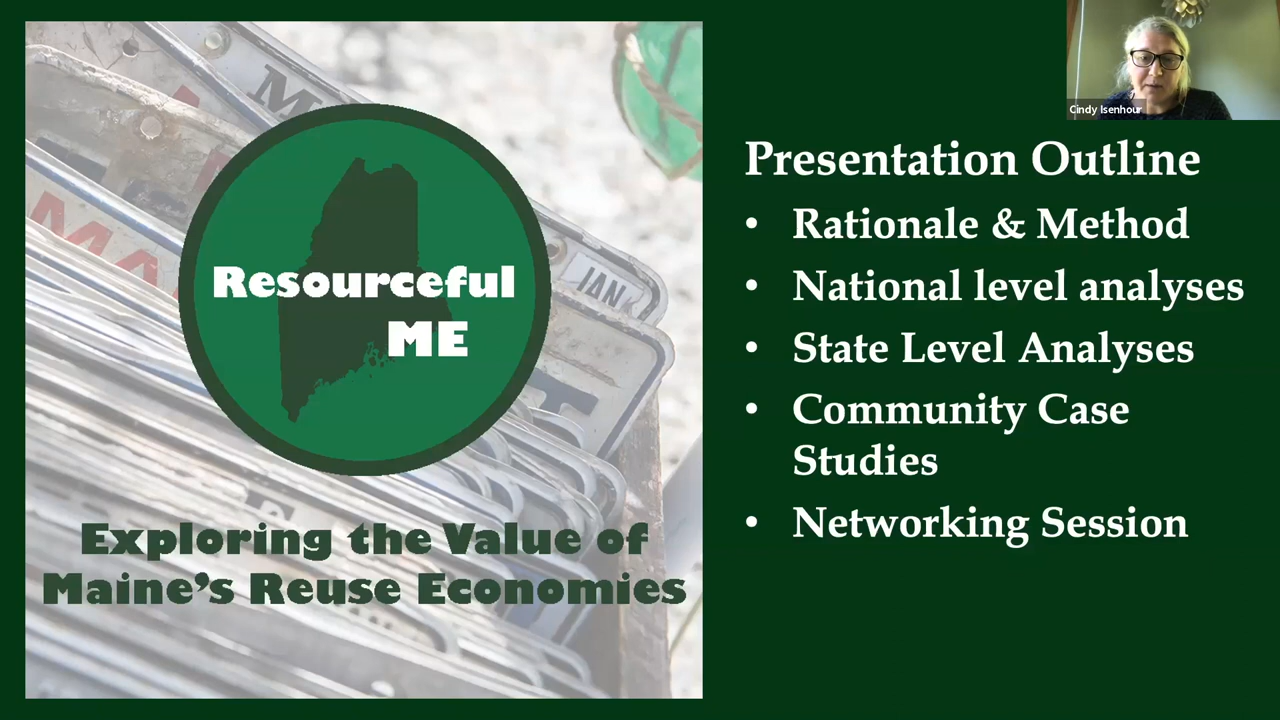 Cindy Isenhour
Presentation Outline
• Rationale & Method
• National level analyses
• State Level Analyses
• Community Case
Studies
• Networking Session
Resourceful
ME
JAN
Exploring the Value of
Maine’s Reuse Economies